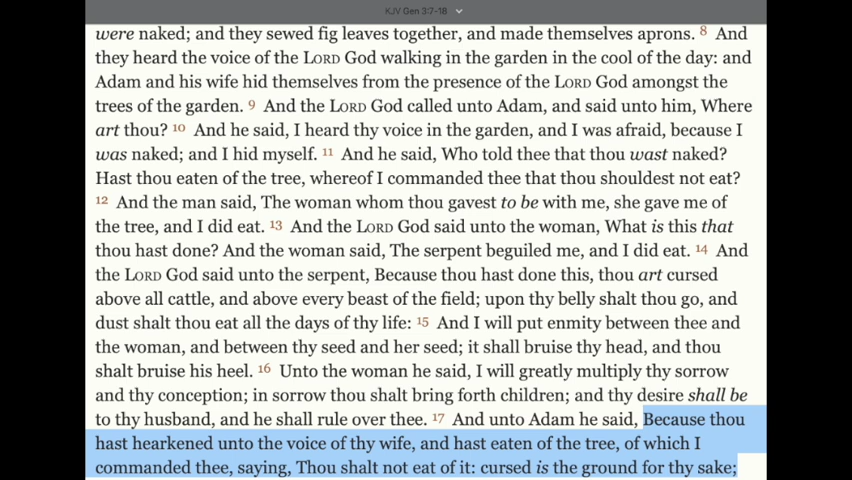 KJV Gen 3:7-18
were naked; and they sewed fig leaves together, and made themselves aprons. 8 And
they heard the voice of the LORD God walking in the garden in the cool of the day: and
Adam and his wife hid themselves from the presence of the LORD God amongst the
trees of the garden. 9 And the LORD God called unto Adam, and said unto him, Where
art thou? 10 And he said, I heard thy voice in the garden, and I was afraid, because I
was naked; and I hid myself. 11 And he said, Who told thee that thou wast naked?
Hast thou eaten of the tree, whereof I commanded thee that thou shouldest not eat?
12 And the man said, The woman whom thou gavest to be with me, she gave me of
the tree, and I did eat. 13 And the LORD God said unto the woman, What is this that
thou hast done? And the woman said, The serpent beguiled me, and I did eat. 14 And
the LORD God said unto the serpent, Because thou hast done this, thou art cursed
above all cattle, and above every beast of the field; upon thy belly shalt thou go, and
dust shalt thou eat all the days of thy life: 15 And I will put enmity between thee and
the woman, and between thy seed and her seed; it shall bruise thy head, and thou
shalt bruise his heel. 16 Unto the woman he said, I will greatly multiply thy sorrow
and thy conception; in sorrow thou shalt bring forth children; and thy desire shall be
to thy husband, and he shall rule over thee. 17 And unto Adam he said, Because thou
hast hearkened unto the voice of thy wife, and hast eaten of the tree, of which I
commanded thee, saying, Thou shalt not eat of it: cursed is the ground for thy sake;